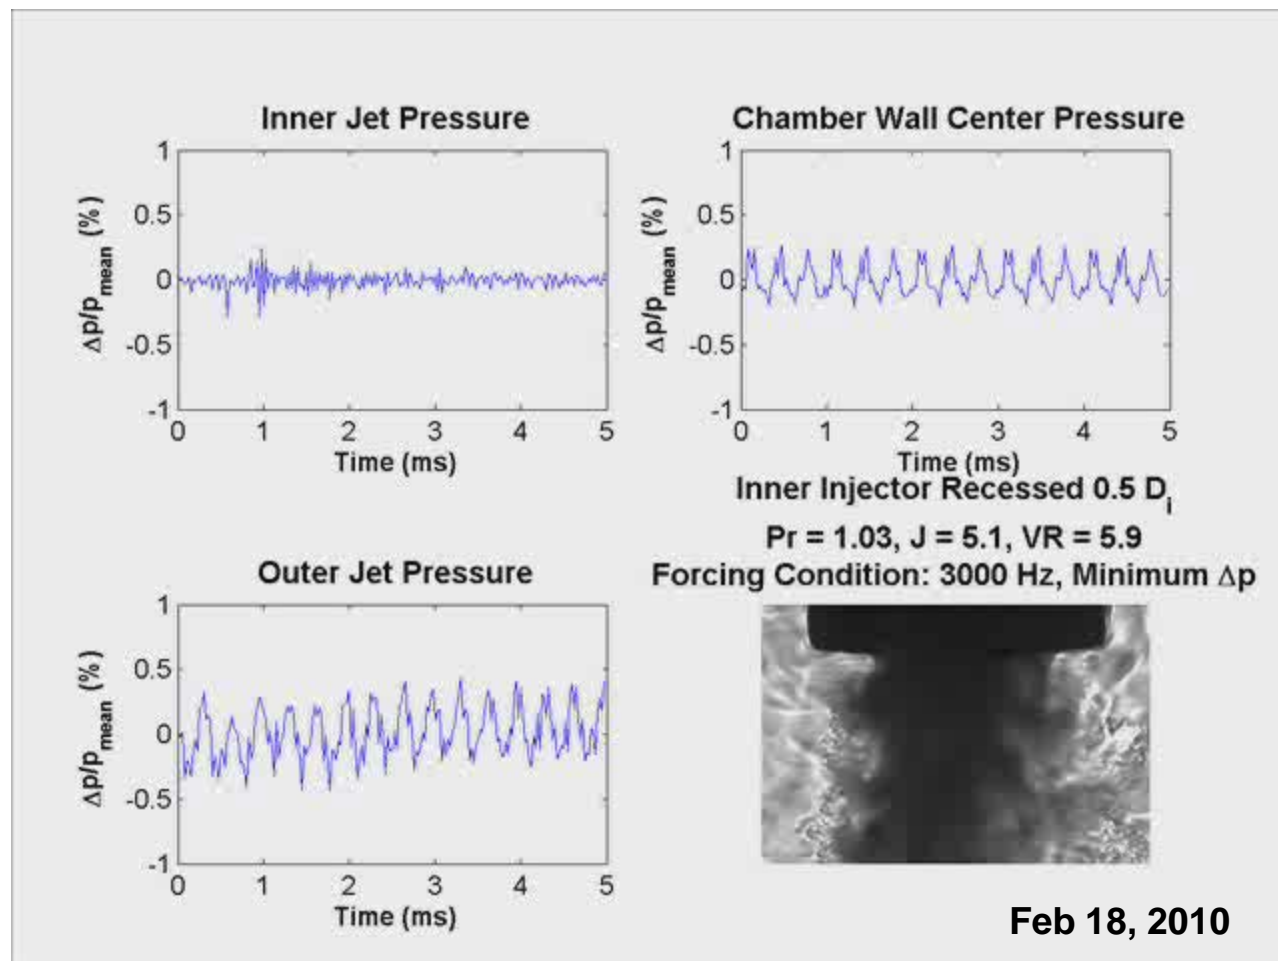 Inner Jet Pressure
1
0.5
0
-0.5
-1
Δp/p_mean (%)
0 1 2 3 4 5
Time (ms)
Chamber Wall Center Pressure
1
0.5
0
-0.5
-1
Δp/p_mean (%)
0 1 2 3 4 5
Time (ms)
Outer Jet Pressure
1
0.5
0
-0.5
-1
Δp/p_mean (%)
0 1 2 3 4 5
Time (ms)
Inner Injector Recessed 0.5 D_i
Pr = 1.03, J = 5.1, VR = 5.9
Forcing Condition: 3000 Hz, Minimum Δp
Feb 18, 2010